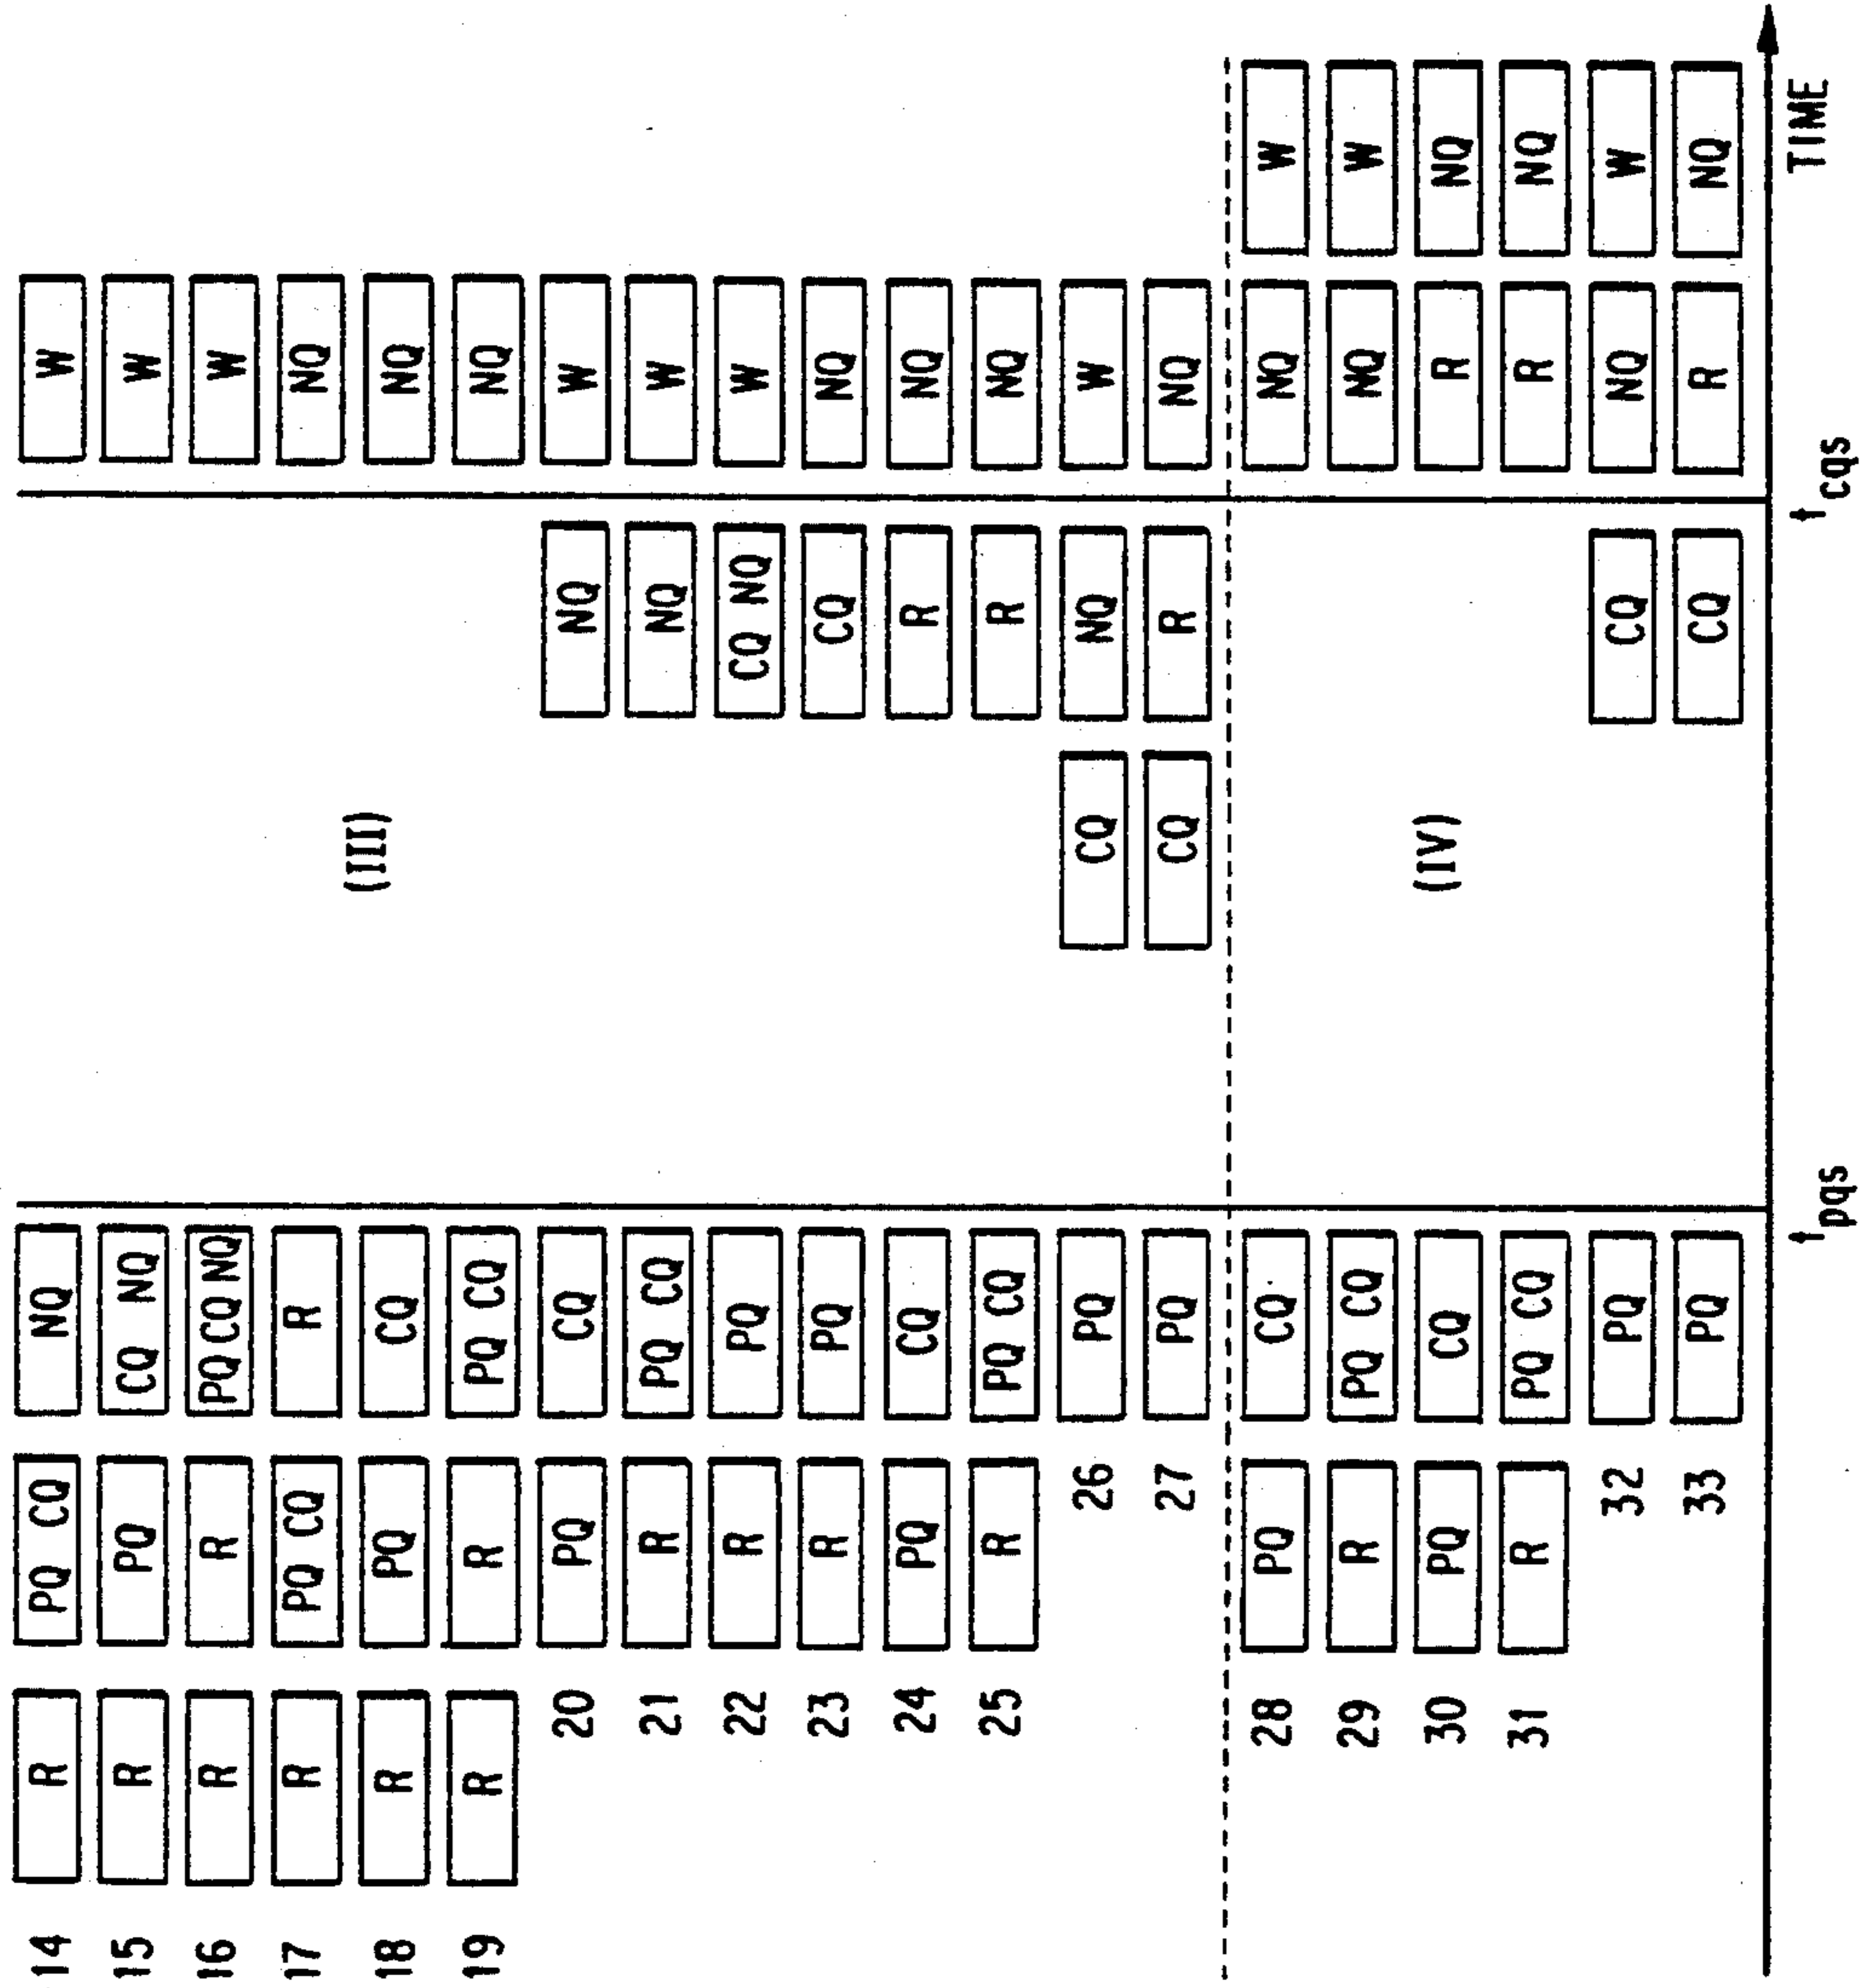 14 R PQ CQ NQ W
15 R PQ CQ NQ W
16 R R PQ CQ NQ W
17 R PQ CQ R NQ
18 R PQ CQ (III) NQ
19 R R PQ CQ NQ
20 PQ CQ NQ W
21 R PQ CQ NQ W
22 R PQ CQ NQ W
23 R PQ CQ NQ
24 PQ CQ R NQ
25 R PQ CQ R NQ
26 PQ CQ NQ W
27 PQ CQ R NQ
28 PQ CQ NQ W
29 R PQ CQ NQ W
30 PQ CQ (IV) R NQ
31 R PQ CQ R NQ
32 PQ CQ NQ W
33 PQ CQ R NQ
t pqs t cqs TIME